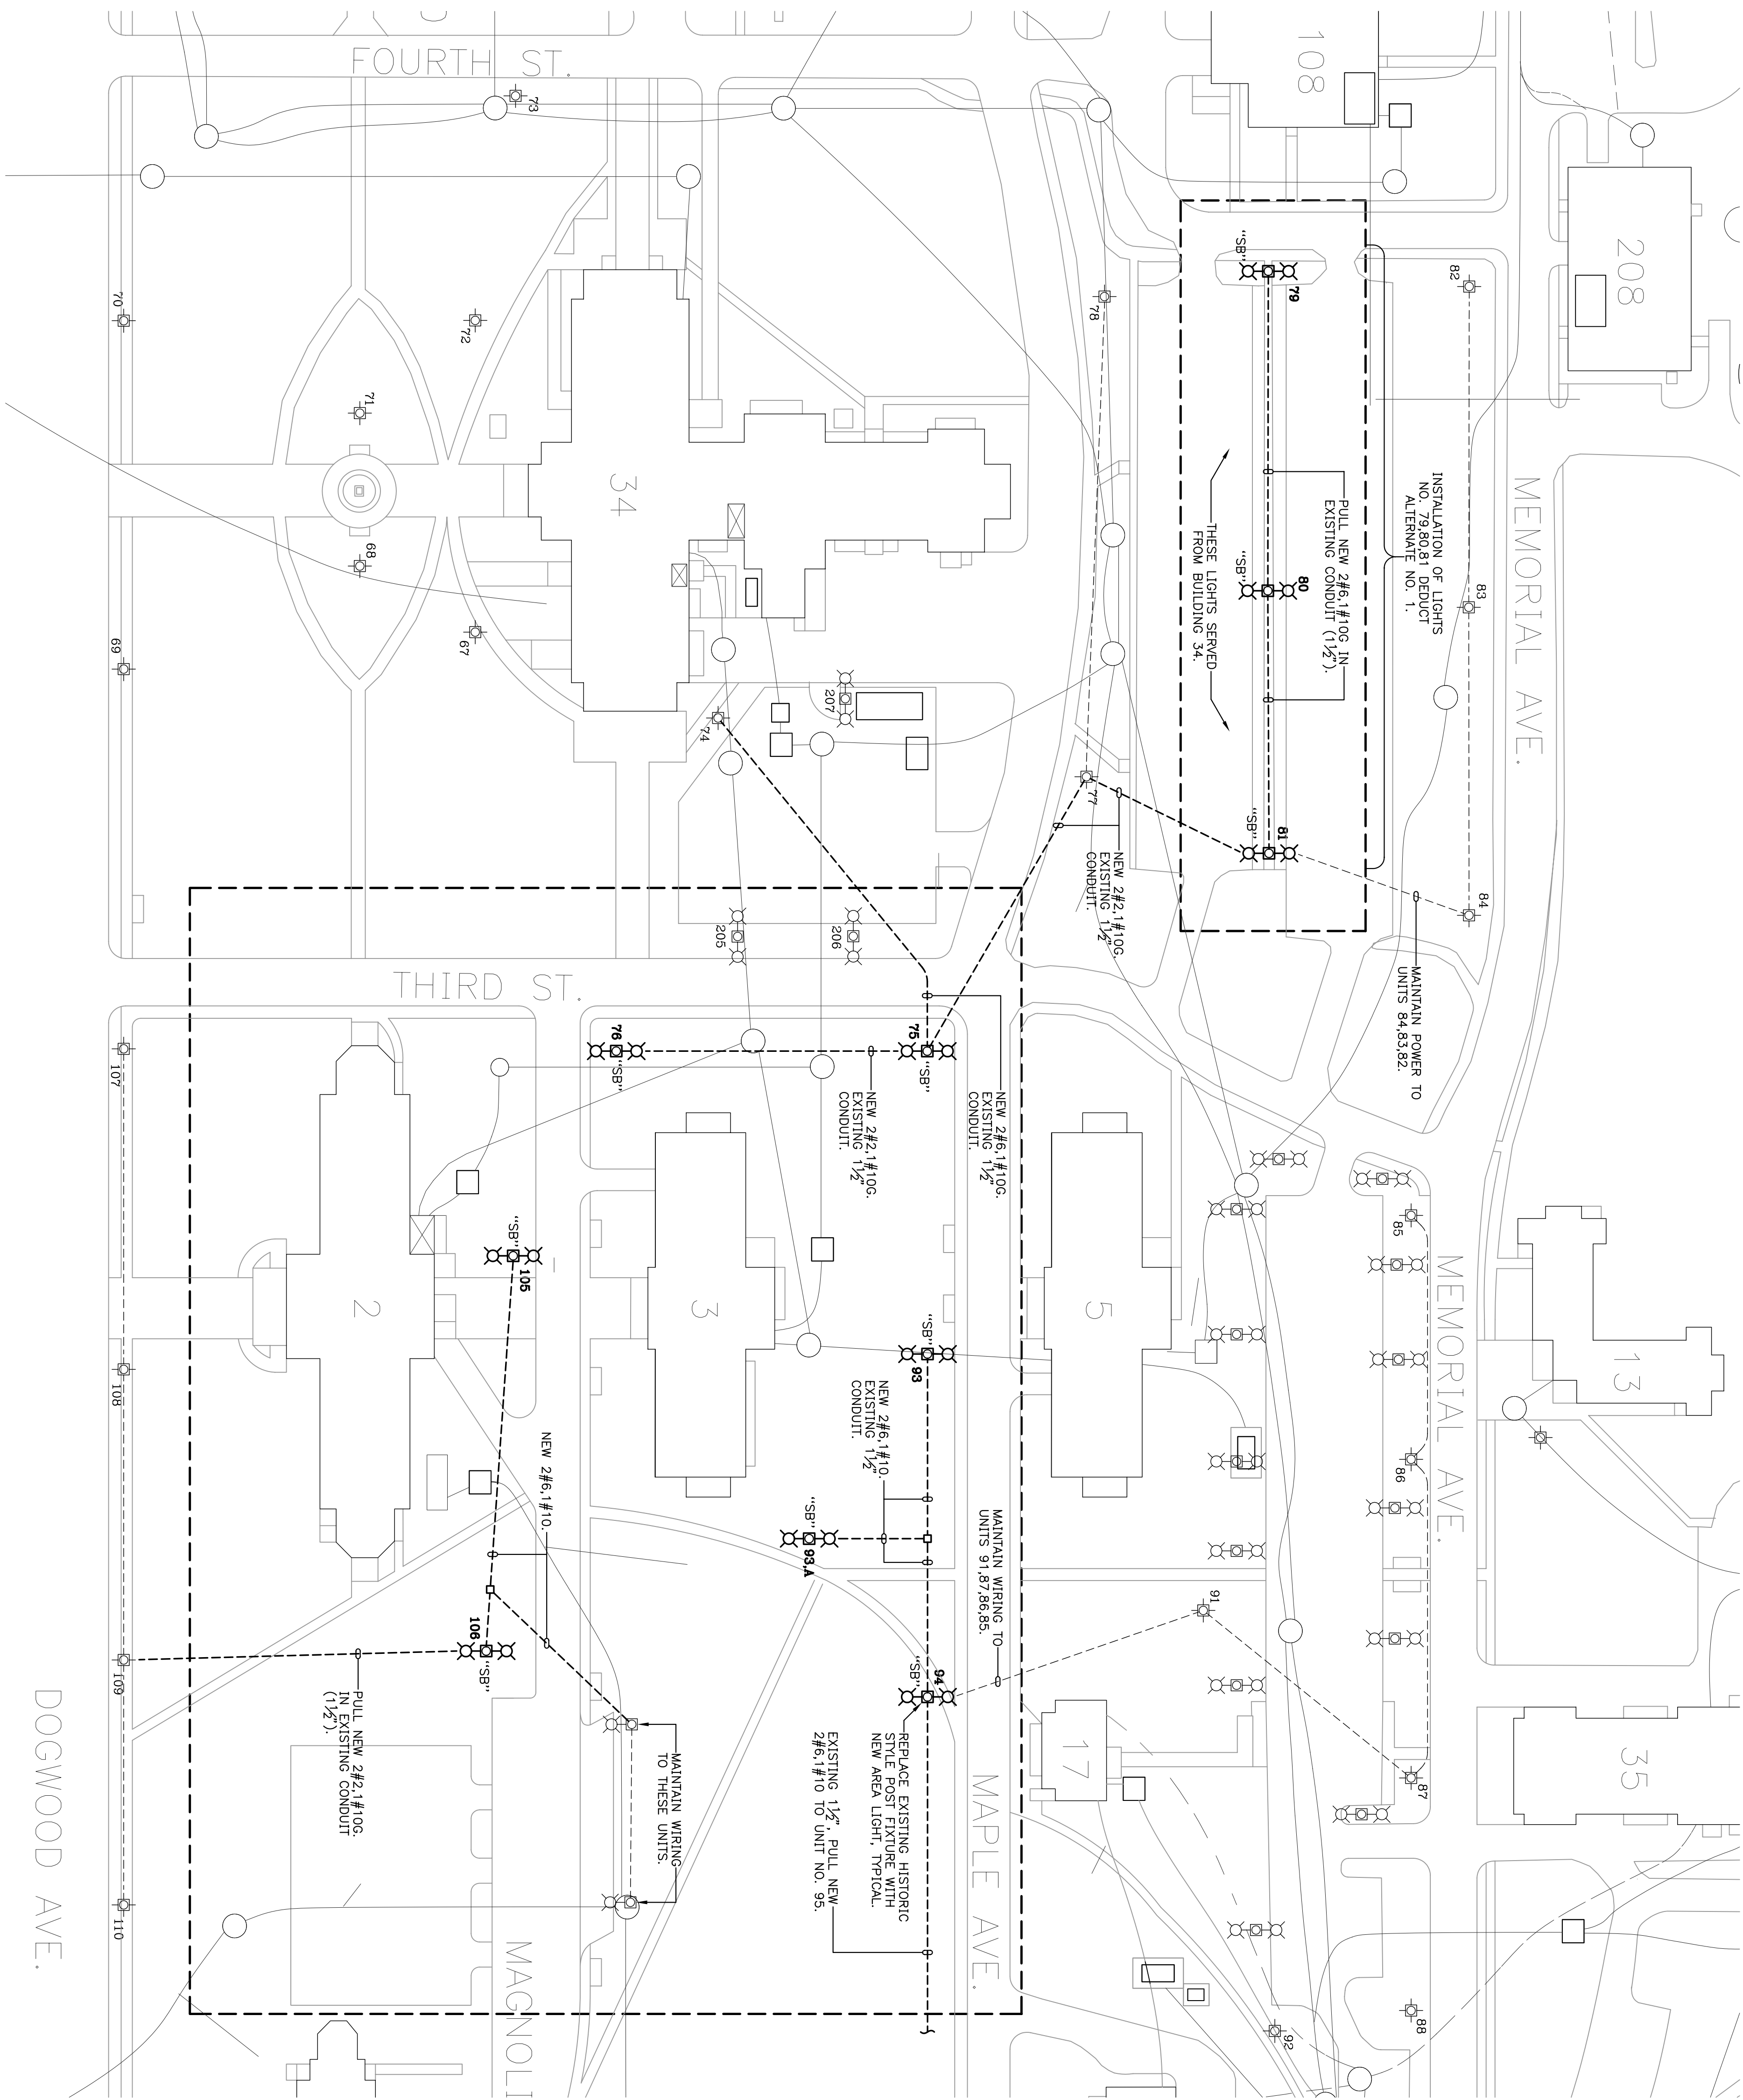 FOURTH ST.
108
208
73
"SB"
79
82
78
70
72
71
INSTALLATION OF LIGHTS
NO. 79,80,81 DEDUCT
ALTERNATE NO. 1.
MEMORIAL AVE.
PULL NEW 2#6,1#10G IN
EXISTING CONDUIT (1½").
THESE LIGHTS SERVED
FROM BUILDING 34.
34
68
"SB"
80
83
67
69
207
74
77
"SB"
81
84
NEW 2#2,1#10G.
EXISTING 1½"
CONDUIT.
205
206
MAINTAIN POWER TO
UNITS 84,83,82.
THIRD ST.
107
76
"SB"
75
"SB"
NEW 2#2,1#10G.
EXISTING 1½"
CONDUIT.
NEW 2#6,1#10G.
EXISTING 1½"
CONDUIT.
85
"SB"
105
2
3
5
13
MEMORIAL AVE.
"SB"
93
108
NEW 2#6,1#10.
EXISTING 1½"
CONDUIT.
NEW 2#6,1#10.
86
"SB"
93,A
MAINTAIN WIRING TO
UNITS 91,87,86,85.
91
106
"SB"
109
"SB"
94
PULL NEW 2#2,1#10G.
IN EXISTING CONDUIT
(1½").
MAINTAIN WIRING
TO THESE UNITS.
REPLACE EXISTING HISTORIC
STYLE POST FIXTURE WITH
NEW AREA LIGHT, TYPICAL.
EXISTING 1½", PULL NEW
2#6,1#10 TO UNIT NO. 95.
17
35
87
DOGWOOD AVE.
110
MAPLE AVE.
MAGNOLI
88
92